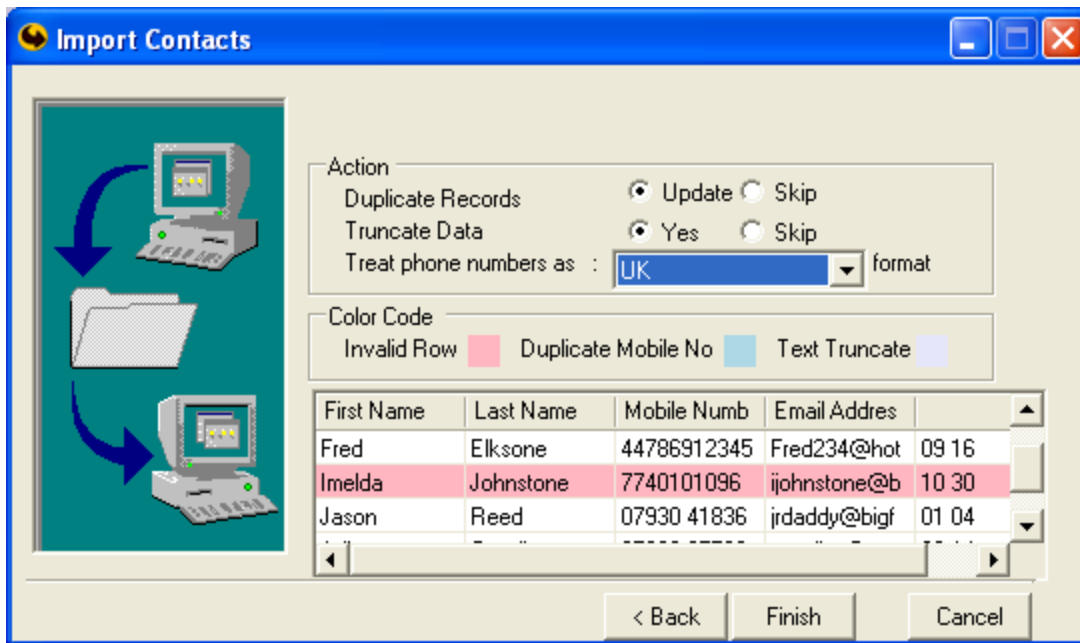 Import Contacts
Action
Duplicate Records Update Skip
Truncate Data Yes Skip
Treat phone numbers as : UK format
Color Code
Invalid Row Duplicate Mobile No Text Truncate
First Name Last Name Mobile Numb Email Addres
Fred Elksone 44786912345 Fred234@hot 09 16
Imelda Johnstone 7740101096 ijohnstone@b 10 30
Jason Reed 07930 41836 jrdaddy@bigf 01 04
< Back Finish Cancel